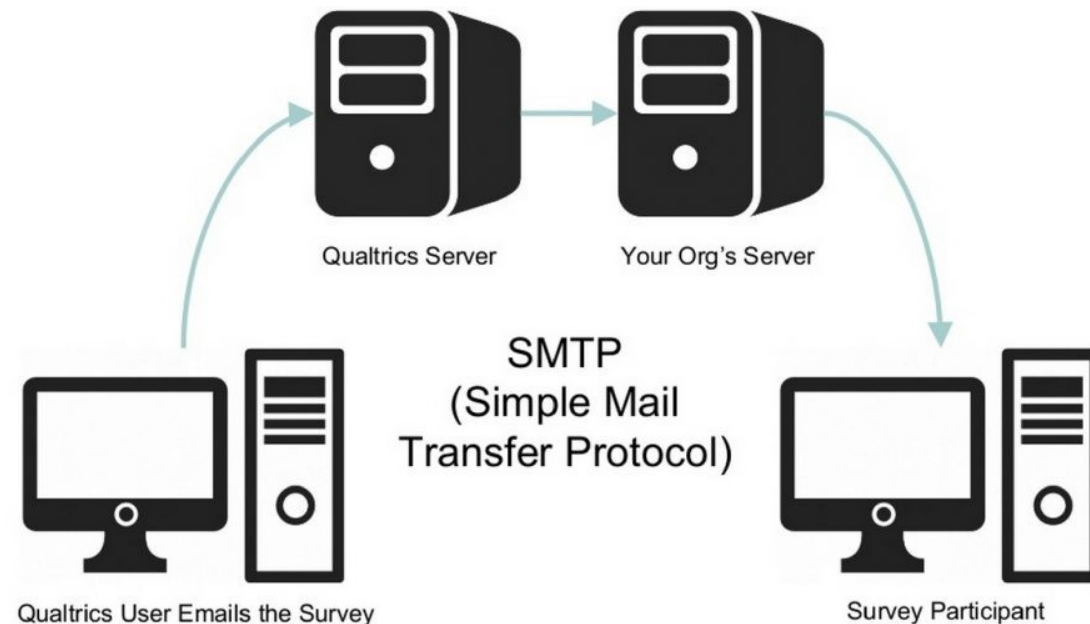 Qualtrics Server
Your Org’s Server
SMTP
(Simple Mail
Transfer Protocol)
Qualtrics User Emails the Survey
Survey Participant